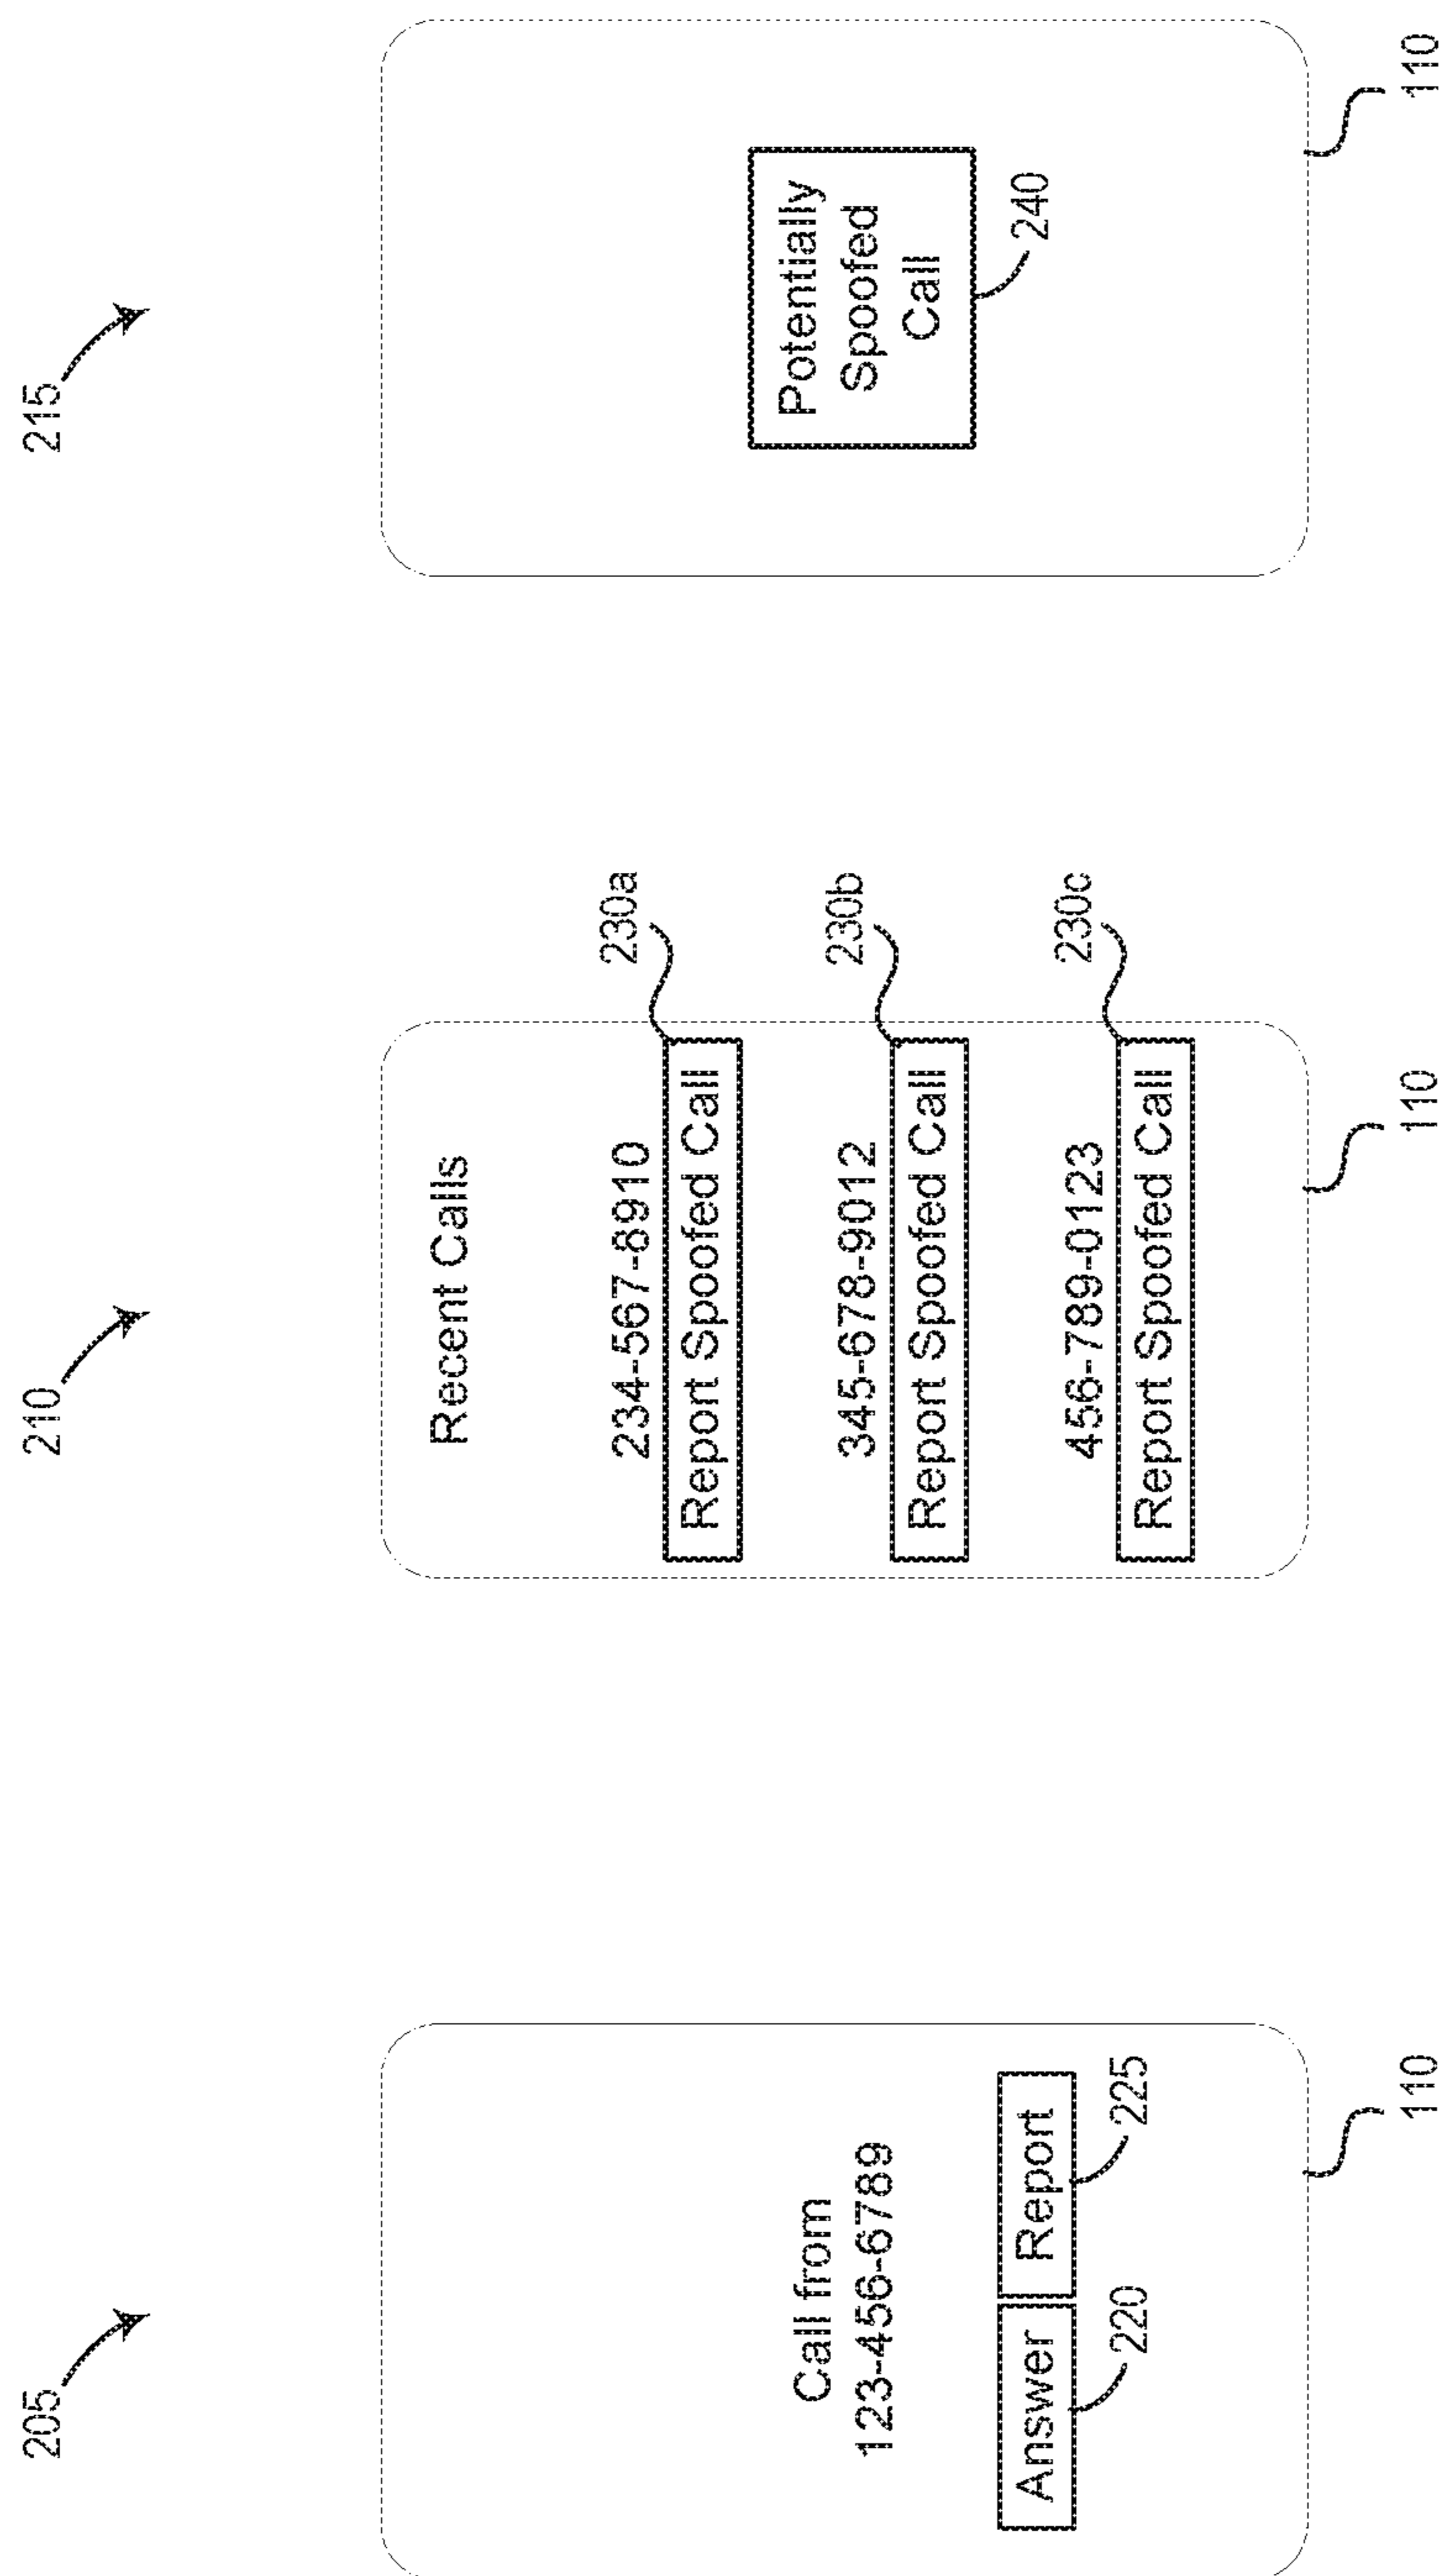 205
Call from
123-456-6789
Answer
Report
220
225
110
210
Recent Calls
234-567-8910
Report Spoofed Call
230a
345-678-9012
Report Spoofed Call
230b
456-789-0123
Report Spoofed Call
230c
110
215
Potentially
Spoofed
Call
240
110